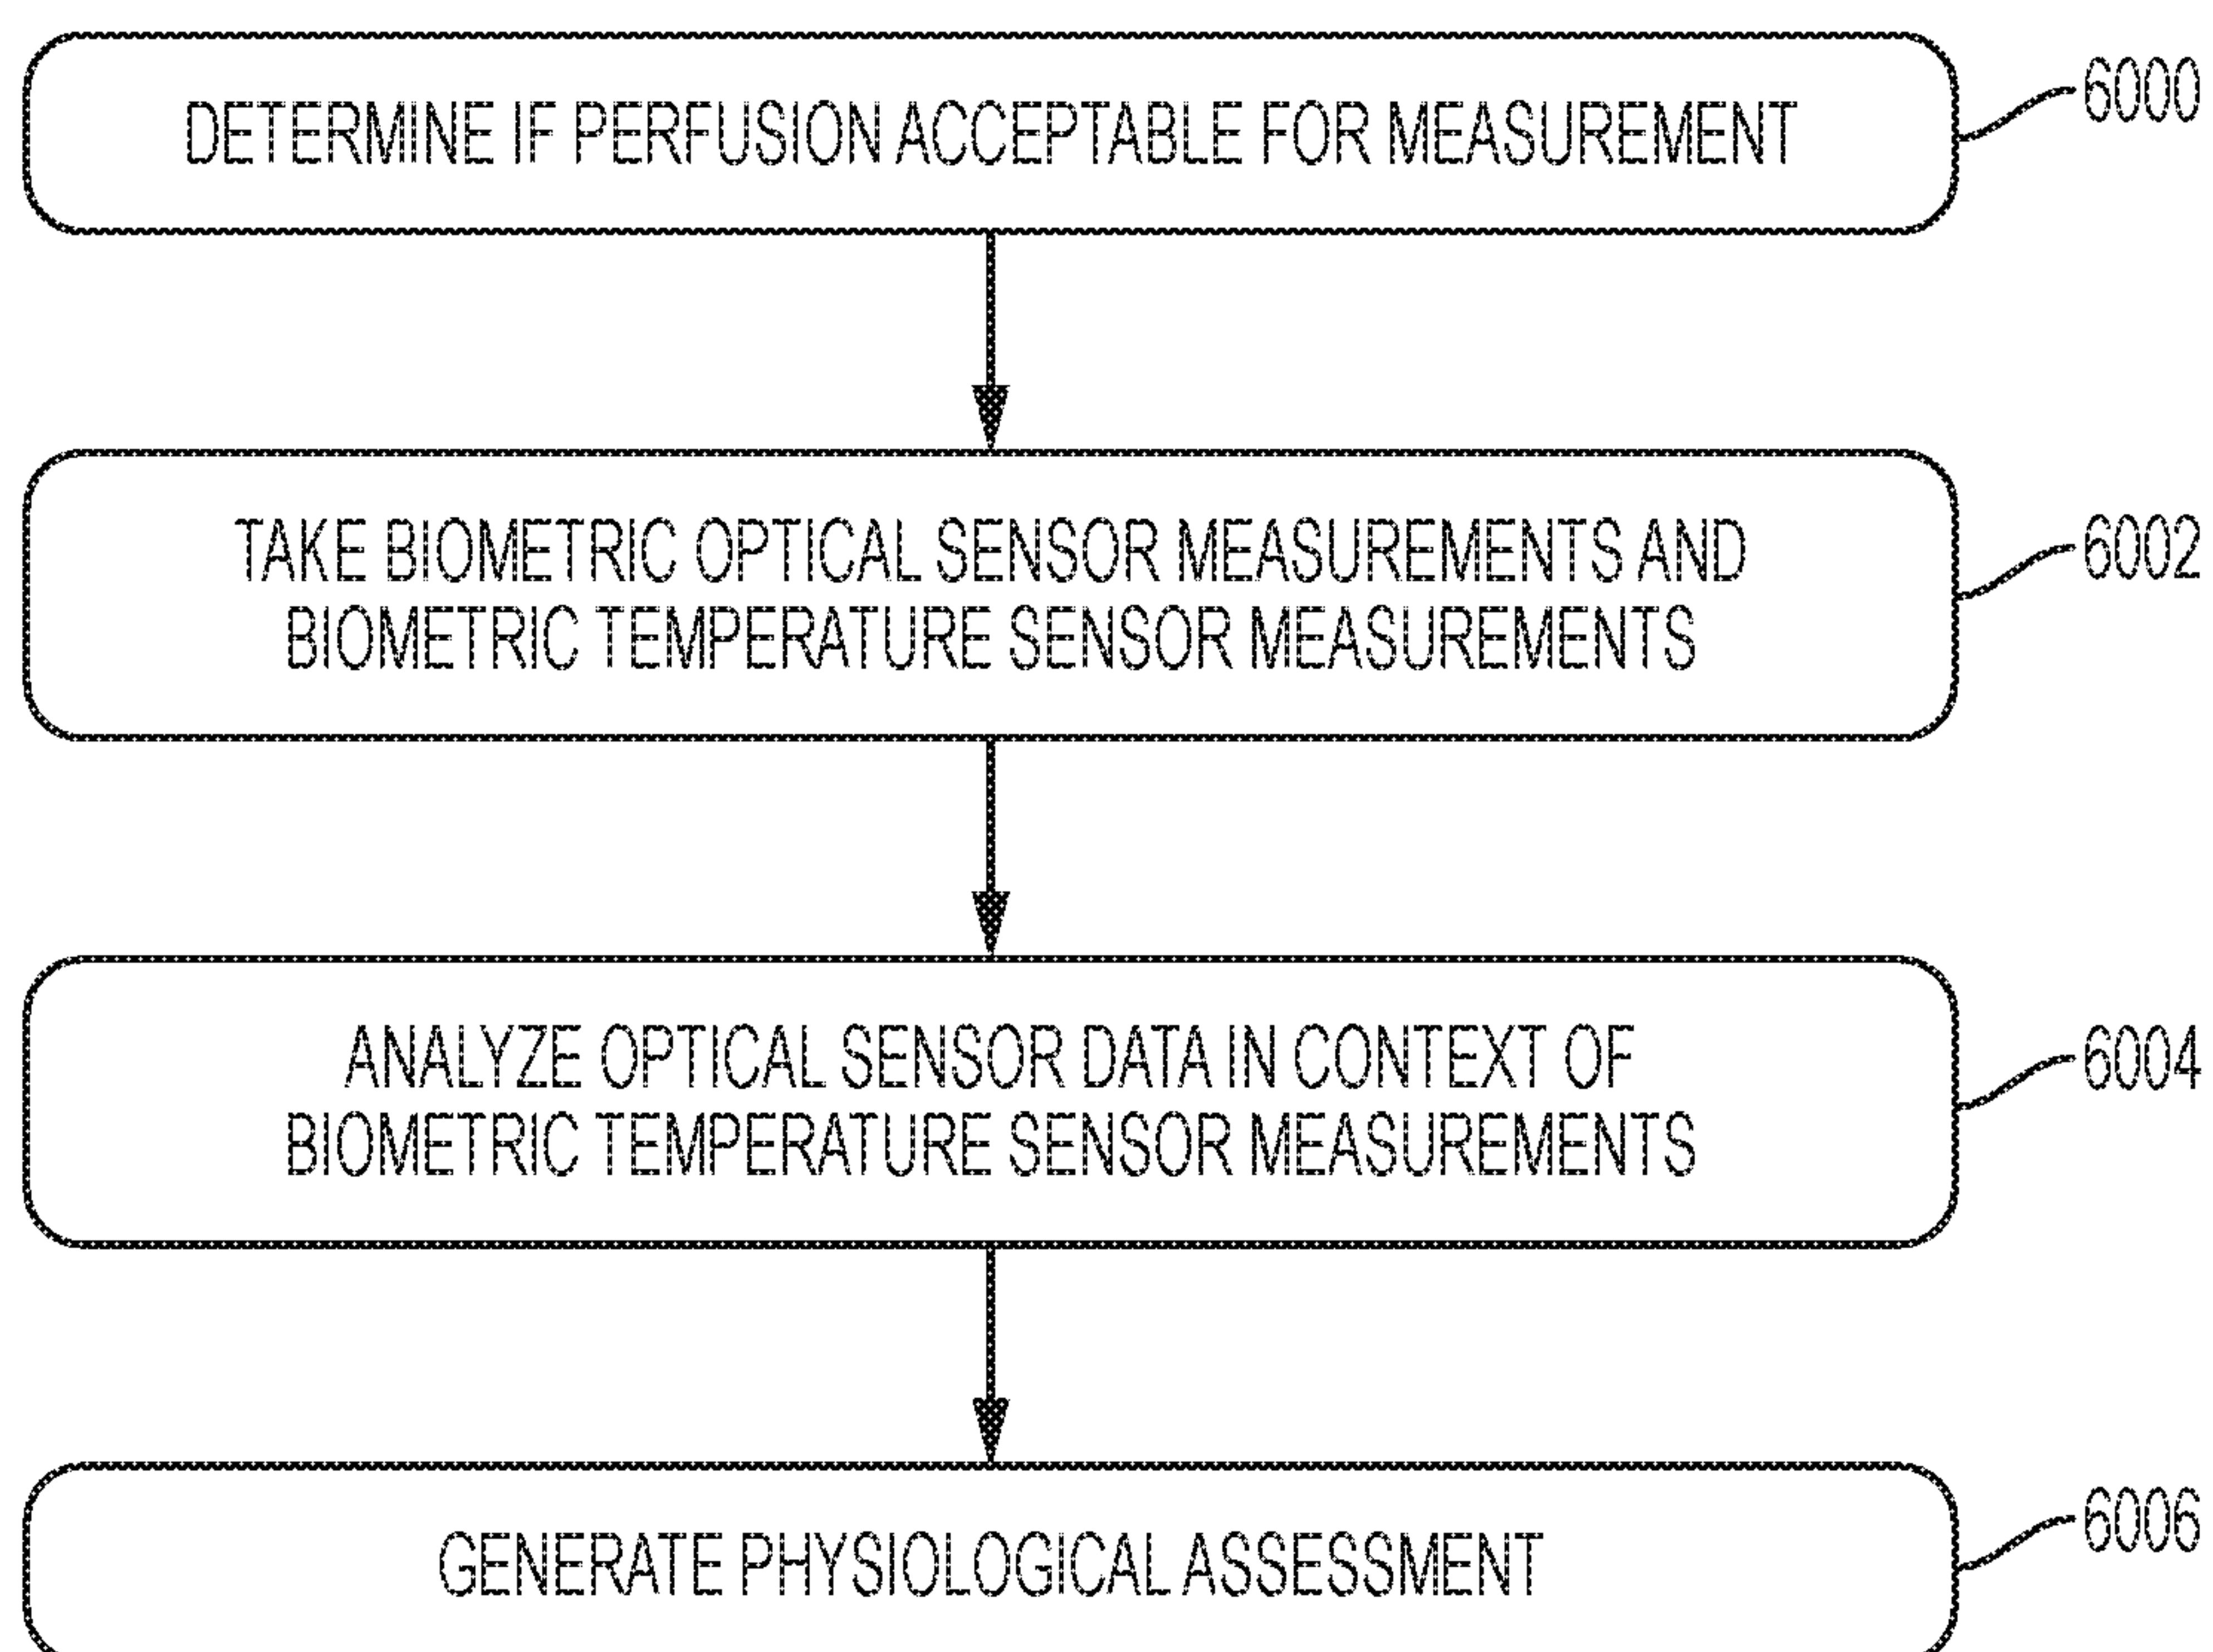 DETERMINE IF PERFUSION ACCEPTABLE FOR MEASUREMENT
6000
TAKE BIOMETRIC OPTICAL SENSOR MEASUREMENTS AND
BIOMETRIC TEMPERATURE SENSOR MEASUREMENTS
6002
ANALYZE OPTICAL SENSOR DATA IN CONTEXT OF
BIOMETRIC TEMPERATURE SENSOR MEASUREMENTS
6004
GENERATE PHYSIOLOGICAL ASSESSMENT
6006